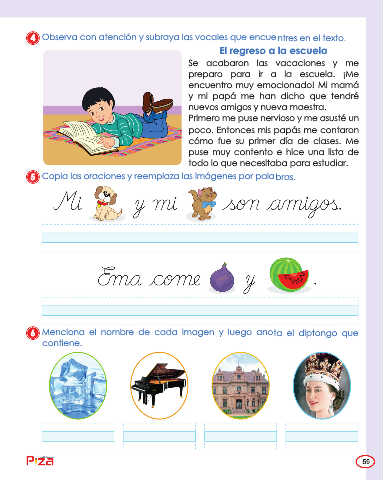 4 Observa con atención y subraya las vocales que encuentres en el texto.
El regreso a la escuela
Se acabaron las vacaciones y me
preparo para ir a la escuela. ¡Me
encuentro muy emocionado! Mi mamá
y mi papá me han dicho que tendré
nuevos amigos y nueva maestra.
Primero me puse nervioso y me asusté un
poco. Entonces mis papás me contaron
cómo fue su primer día de clases. Me
puse muy contento e hice una lista de
todo lo que necesitaba para estudiar.
5 Copia las oraciones y reemplaza las imágenes por palabras.
Mi y mi son amigos.
Ema come y .
6 Menciona el nombre de cada imagen y luego anota el diptongo que
contiene.
Piza
55